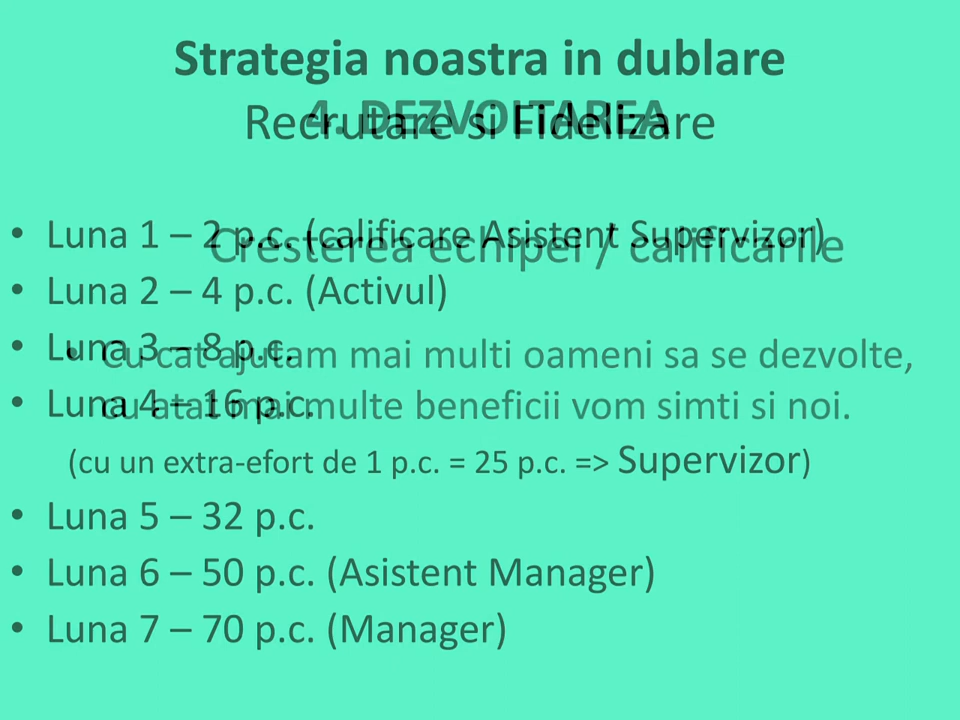 Strategia noastra in dublare
4. DEZVOLTAREA
Recrutare si Fidelizare
• Luna 1 – 2 p.c. (calificare Asistent Supervizor)
Cresterea echipei / calificarile
• Luna 2 – 4 p.c. (Activul)
• Luna 3 – 8 p.c.
• Cu cat ajutam mai multi oameni sa se dezvolte,
• Luna 4 – 16 p.c.
cu atat mai multe beneficii vom simti si noi.
(cu un extra-efort de 1 p.c. = 25 p.c. => Supervizor)
• Luna 5 – 32 p.c.
• Luna 6 – 50 p.c. (Asistent Manager)
• Luna 7 – 70 p.c. (Manager)